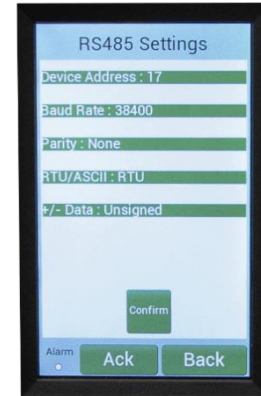 RS485 Settings
Device Address : 17
Baud Rate : 38400
Parity : None
RTU/ASCII : RTU
+/- Data : Unsigned
Confirm
Alarm
Ack
Back